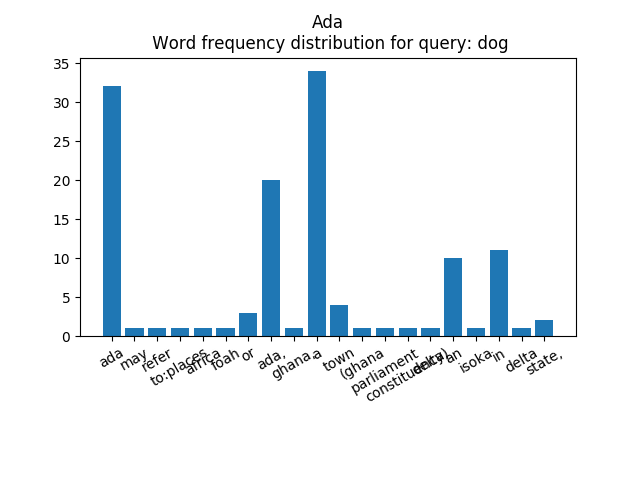 Ada
Word frequency distribution for query: dog
35
30
25
20
15
10
5
0
ada
may
refer
to:places
africa
foah
or
ada,
ghana,
a
town
(ghana
parliament
constituency)
delta
an
isoka
in
delta
state,